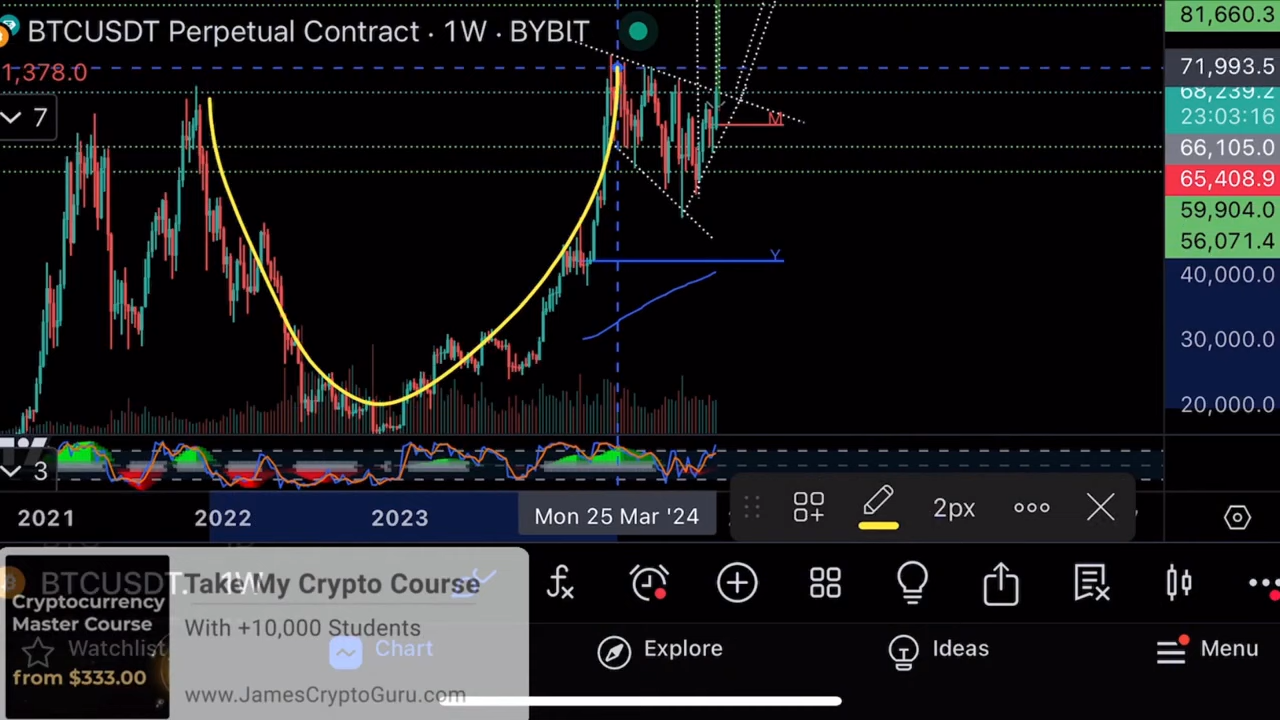 BTCUSDT Perpetual Contract · 1W · BYBIT
1,378.0
7
81,660.3
71,993.5
68,239.2
23:03:16
66,105.0
65,408.9
59,904.0
56,071.4
40,000.0
30,000.0
20,000.0
M
Y
3
2021
2022
2023
Mon 25 Mar '24
2px
BTCUSDT. 1W
Take My Crypto Course
Cryptocurrency
Master Course
With +10,000 Students
from $333.00
www.JamesCryptoGuru.com
Watchlist
Chart
Explore
Ideas
Menu